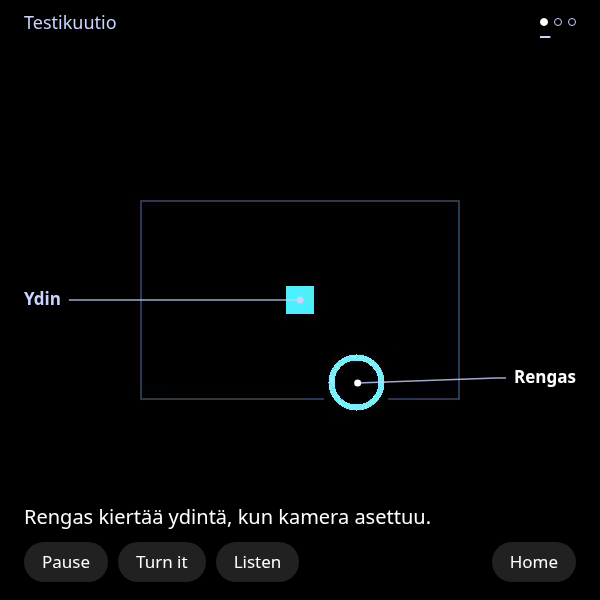 Testikuutio
Ydin
Rengas
Rengas kiertää ydintä, kun kamera asettuu.
Pause
Turn it
Listen
Home